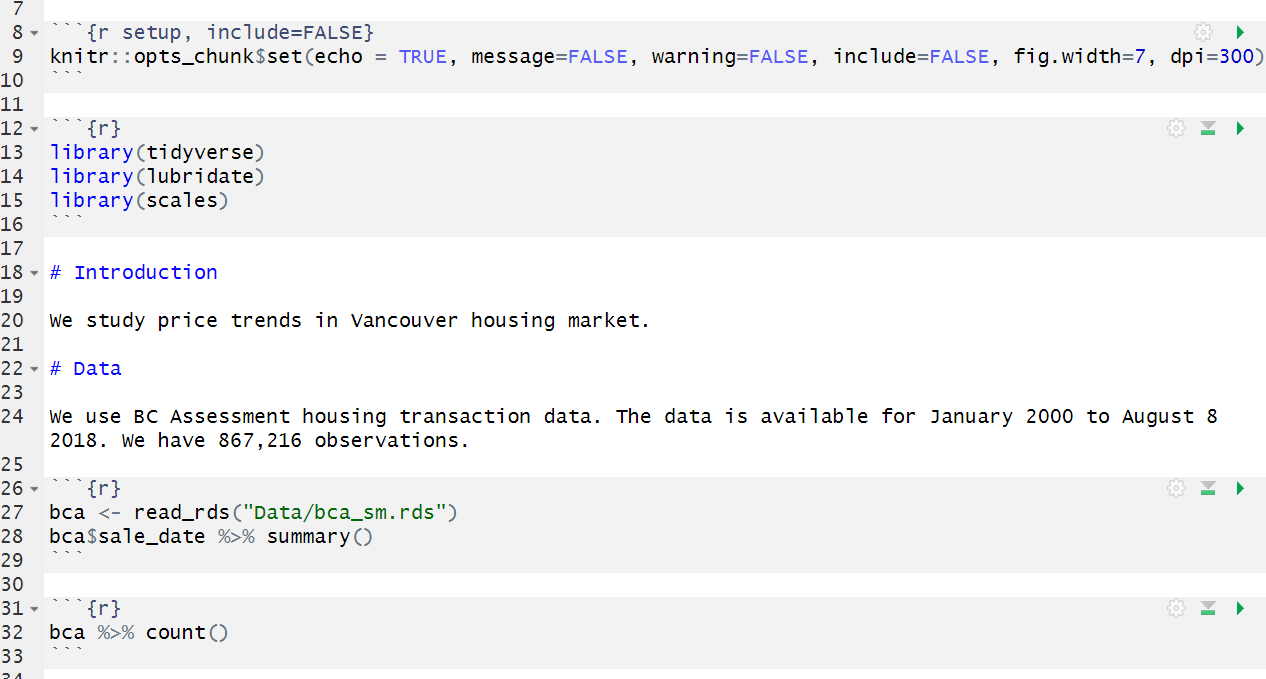 7
8 ```{r setup, include=FALSE}
9 knitr::opts_chunk$set(echo = TRUE, message=FALSE, warning=FALSE, include=FALSE, fig.width=7, dpi=300)
10 ```
11
12 ```{r}
13 library(tidyverse)
14 library(lubridate)
15 library(scales)
16 ```
17
18 # Introduction
19
20 We study price trends in Vancouver housing market.
21
22 # Data
23
24 We use BC Assessment housing transaction data. The data is available for January 2000 to August 8
2018. We have 867,216 observations.
25
26 ```{r}
27 bca <- read_rds("Data/bca_sm.rds")
28 bca$sale_date %>% summary()
29 ```
30
31 ```{r}
32 bca %>% count()
33 ```
34